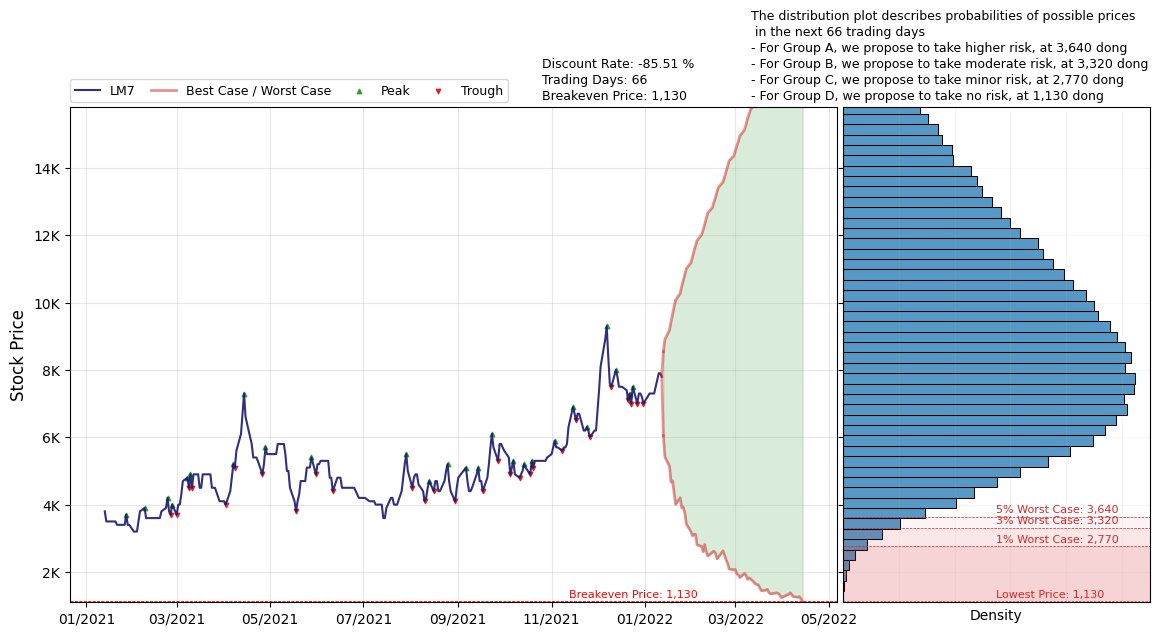 The distribution plot describes probabilities of possible prices
in the next 66 trading days
- For Group A, we propose to take higher risk, at 3,640 dong
- For Group B, we propose to take moderate risk, at 3,320 dong
- For Group C, we propose to take minor risk, at 2,770 dong
- For Group D, we propose to take no risk, at 1,130 dong
Discount Rate: -85.51 %
Trading Days: 66
Breakeven Price: 1,130
LM7 Best Case / Worst Case Peak Trough
Stock Price
14K
12K
10K
8K
6K
4K
2K
5% Worst Case: 3,640
3% Worst Case: 3,320
1% Worst Case: 2,770
Breakeven Price: 1,130
Lowest Price: 1,130
01/2021 03/2021 05/2021 07/2021 09/2021 11/2021 01/2022 03/2022 05/2022
Density